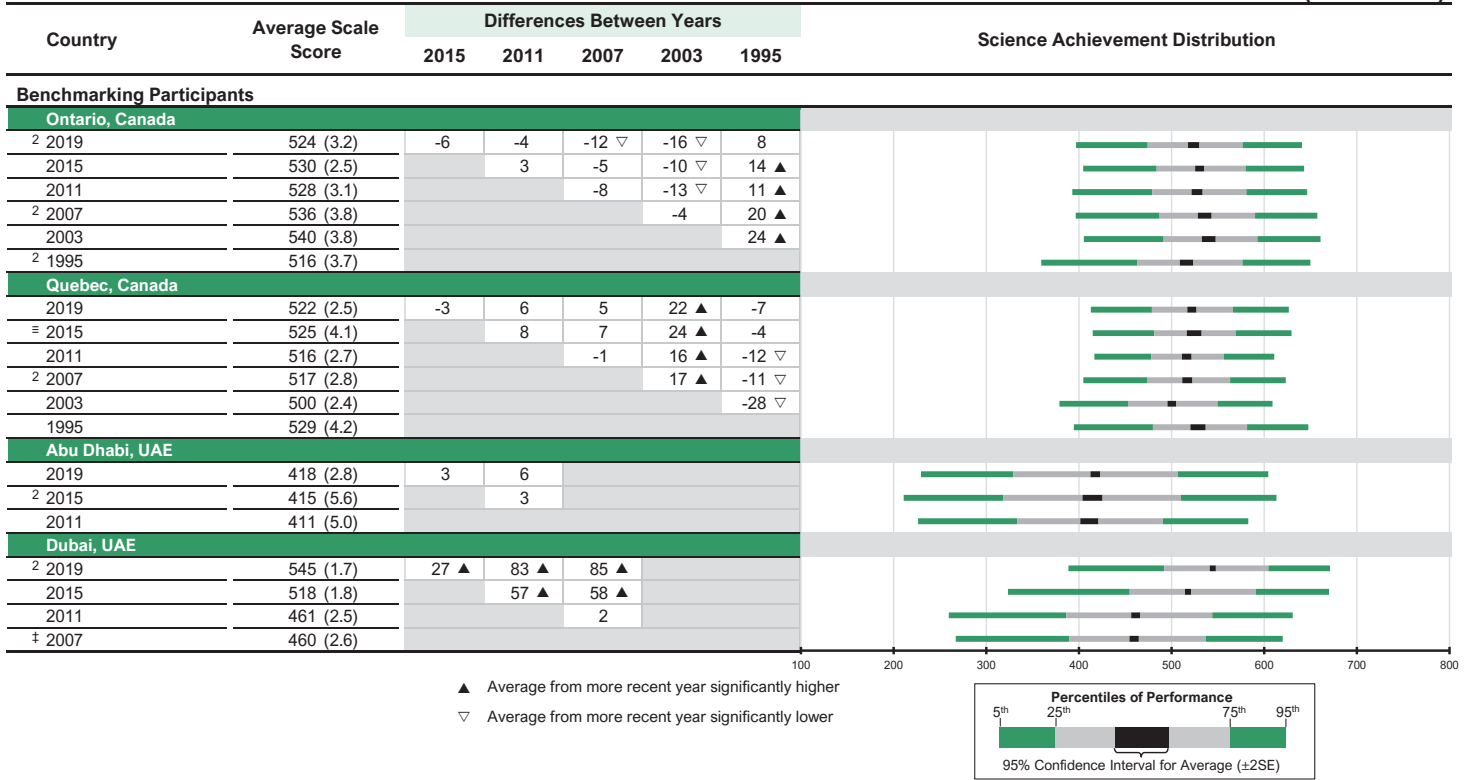 Country Average Scale Score Differences Between Years Science Achievement Distribution
2015 2011 2007 2003 1995
Benchmarking Participants
Ontario, Canada
2 2019 524 (3.2) -6 -4 -12 ▽ -16 ▽ 8
2015 530 (2.5) 3 -5 -10 ▽ 14 ▲
2011 528 (3.1) -8 -13 ▽ 11 ▲
2 2007 536 (3.8) -4 20 ▲
2003 540 (3.8) 24 ▲
2 1995 516 (3.7)
Quebec, Canada
2019 522 (2.5) -3 6 5 22 ▲ -7
≡ 2015 525 (4.1) 8 7 24 ▲ -4
2011 516 (2.7) -1 16 ▲ -12 ▽
2 2007 517 (2.8) 17 ▲ -11 ▽
2003 500 (2.4) -28 ▽
1995 529 (4.2)
Abu Dhabi, UAE
2019 418 (2.8) 3 6
2 2015 415 (5.6) 3
2011 411 (5.0)
Dubai, UAE
2 2019 545 (1.7) 27 ▲ 83 ▲ 85 ▲
2015 518 (1.8) 57 ▲ 58 ▲
2011 461 (2.5) 2
‡ 2007 460 (2.6)
100 200 300 400 500 600 700 800
▲ Average from more recent year significantly higher
▽ Average from more recent year significantly lower
Percentiles of Performance
5th 25th 75th 95th
95% Confidence Interval for Average (±2SE)